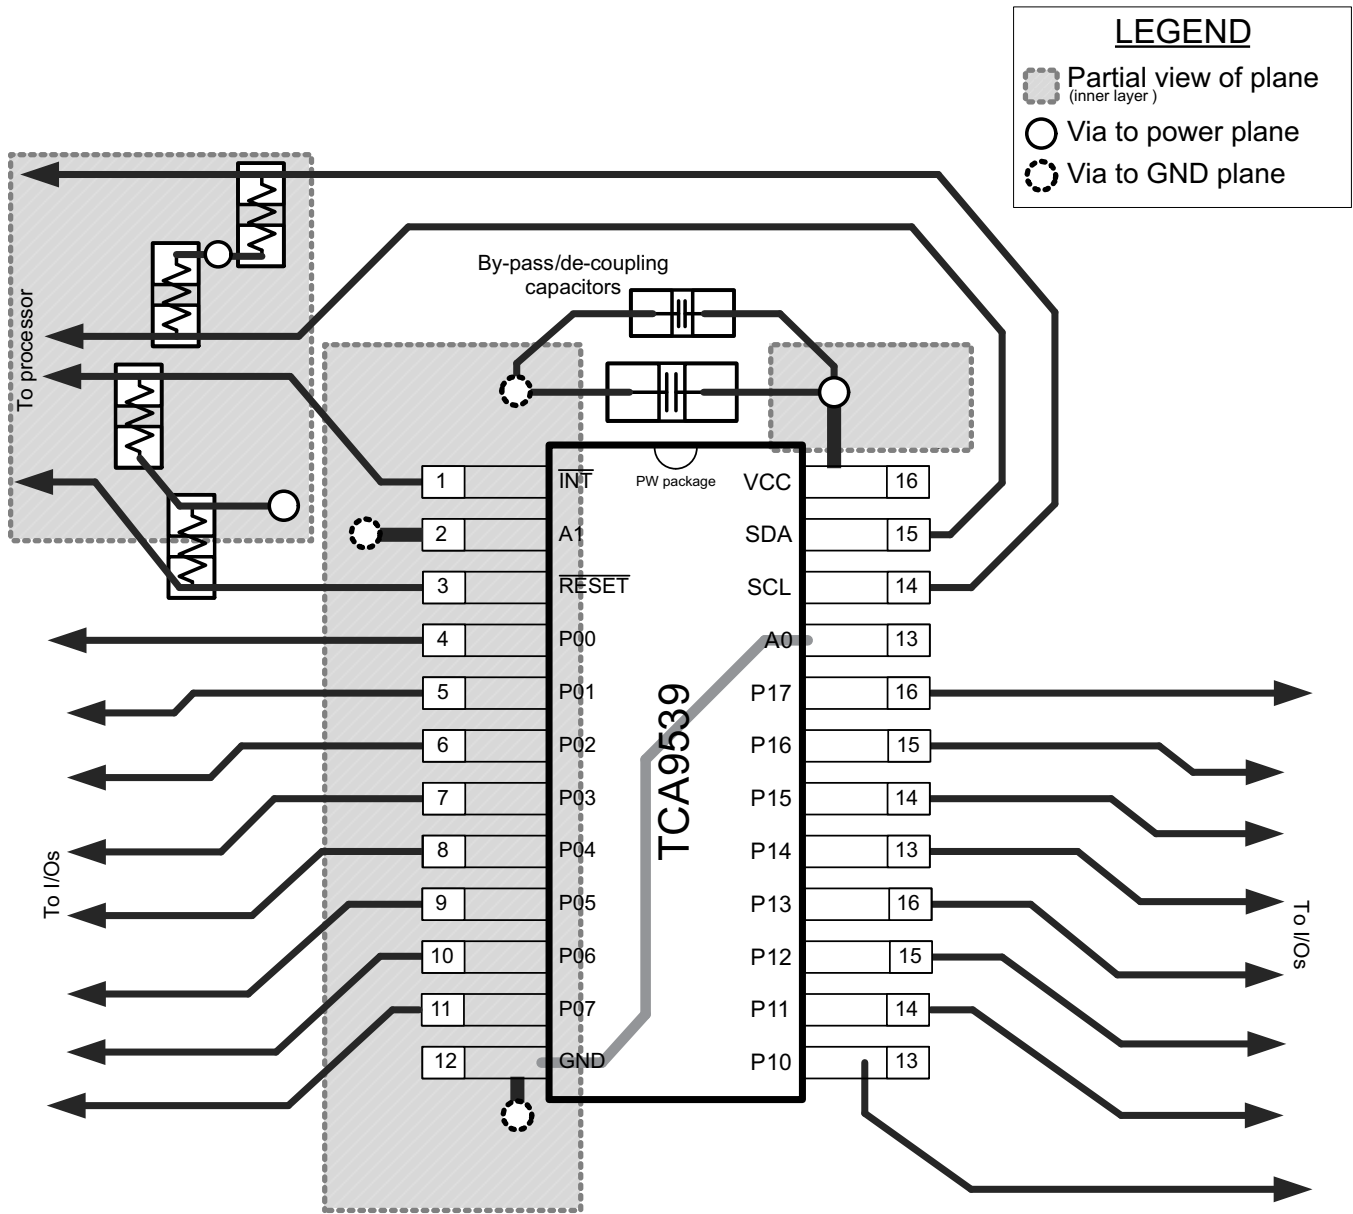 LEGEND
Partial view of plane
(inner layer )
Via to power plane
Via to GND plane
By-pass/de-coupling
capacitors
To processor
PW package
TCA9539
1 INT VCC 16
2 A1 SDA 15
3 RESET SCL 14
4 P00 A0 13
5 P01 P17 16
6 P02 P16 15
7 P03 P15 14
8 P04 P14 13
9 P05 P13 16
10 P06 P12 15
11 P07 P11 14
12 GND P10 13
To I/Os
To I/Os